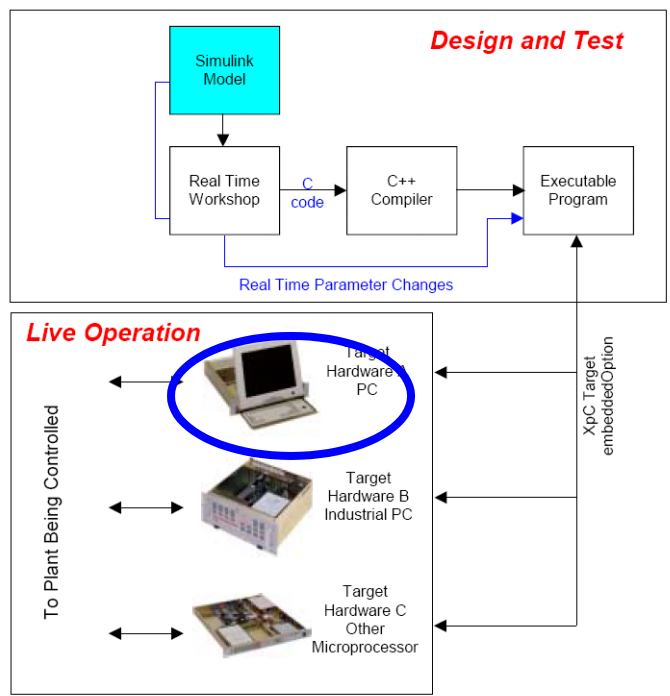 Design and Test
Simulink
Model
Real Time
Workshop
C
code
C++
Compiler
Executable
Program
Real Time Parameter Changes
Live Operation
Target
Hardware A
PC
XpC Target
embeddedOption
To Plant Being Controlled
Target
Hardware B
Industrial PC
Target
Hardware C
Other
Microprocessor